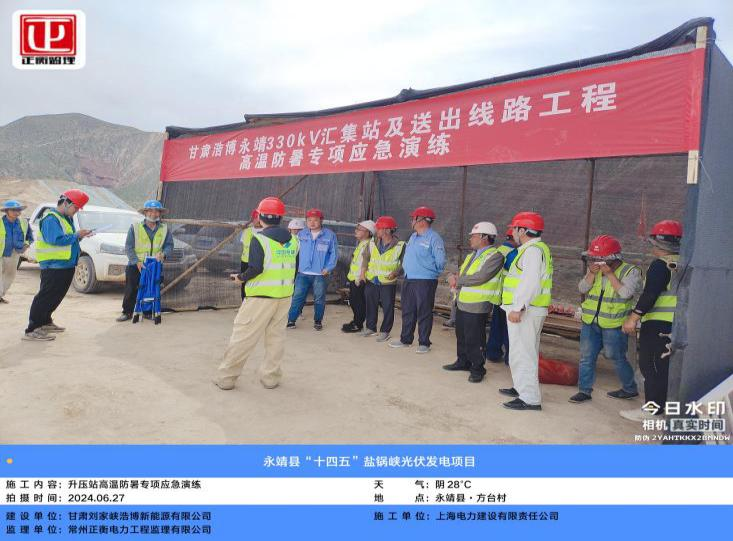 正衡监理
甘肃浩博永靖330kV汇集站及送出线路工程
高温防暑专项应急演练
今日水印
相机 真实时间
防伪 2YAHTKKX2BMNDW
永靖县“十四五”盐锅峡光伏发电项目
施工内容：升压站高温防暑专项应急演练
天 气：阴 28℃
拍摄时间：2024.06.27
地 点：永靖县·方台村
建设单位：甘肃刘家峡浩博新能源有限公司
施工单位：上海电力建设有限责任公司
监理单位：常州正衡电力工程监理有限公司